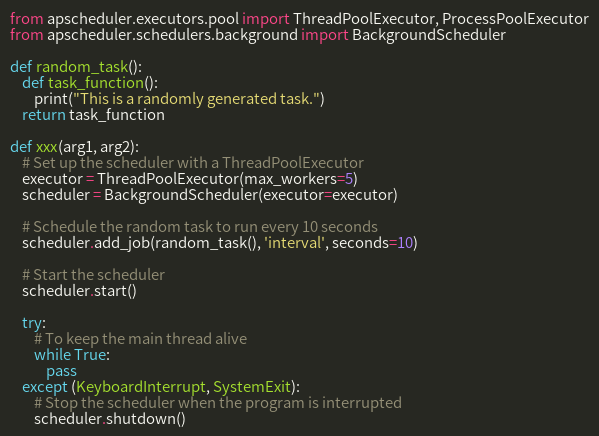 from apscheduler.executors.pool import ThreadPoolExecutor, ProcessPoolExecutor
from apscheduler.schedulers.background import BackgroundScheduler

def random_task():
    def task_function():
        print("This is a randomly generated task.")
    return task_function

def xxx(arg1, arg2):
    # Set up the scheduler with a ThreadPoolExecutor
    executor = ThreadPoolExecutor(max_workers=5)
    scheduler = BackgroundScheduler(executor=executor)

    # Schedule the random task to run every 10 seconds
    scheduler.add_job(random_task(), 'interval', seconds=10)

    # Start the scheduler
    scheduler.start()

    try:
        # To keep the main thread alive
        while True:
            pass
    except (KeyboardInterrupt, SystemExit):
        # Stop the scheduler when the program is interrupted
        scheduler.shutdown()